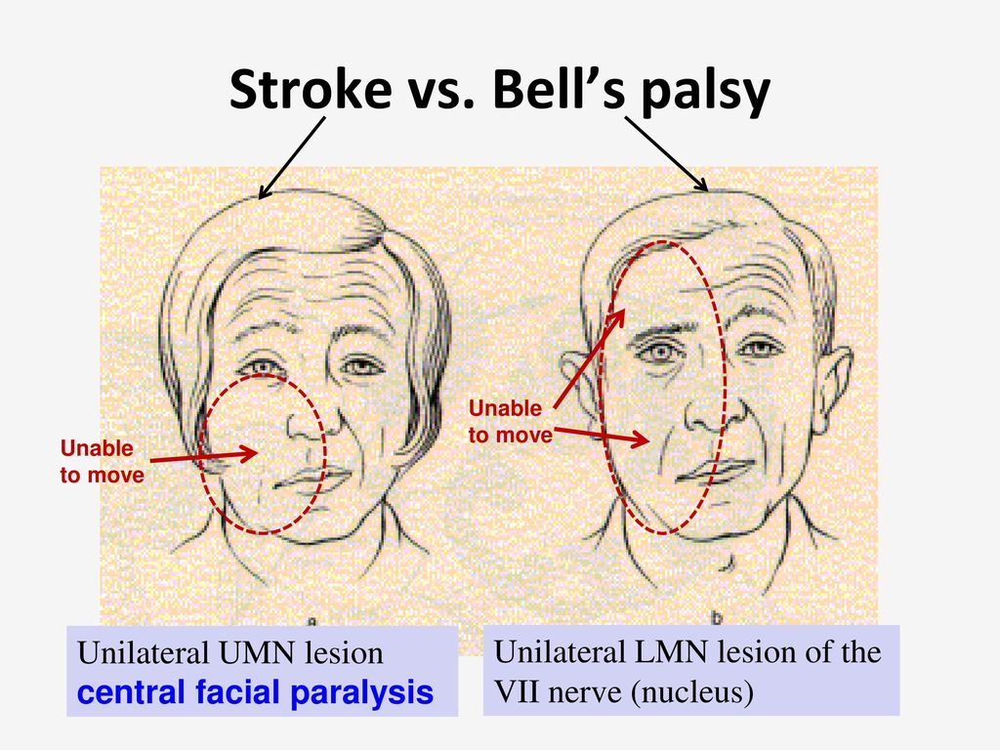 Stroke vs. Bell’s palsy
Unable
to move
Unable
to move
a
b
Unilateral UMN lesion
central facial paralysis
Unilateral LMN lesion of the
VII nerve (nucleus)